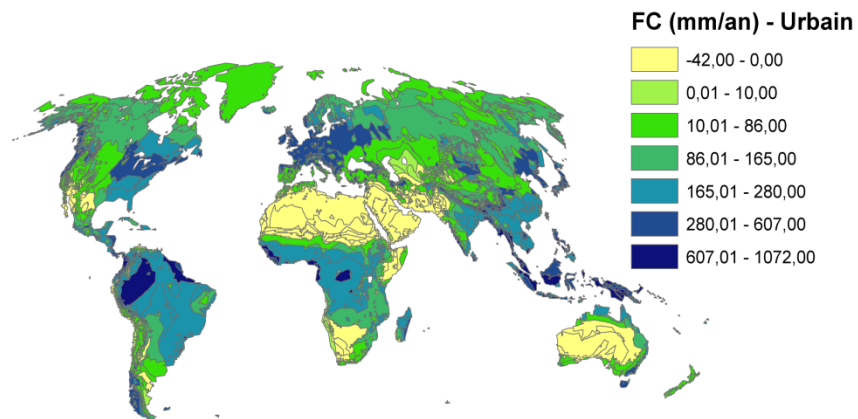 FC (mm/an) - Urbain
-42,00 - 0,00
0,01 - 10,00
10,01 - 86,00
86,01 - 165,00
165,01 - 280,00
280,01 - 607,00
607,01 - 1072,00